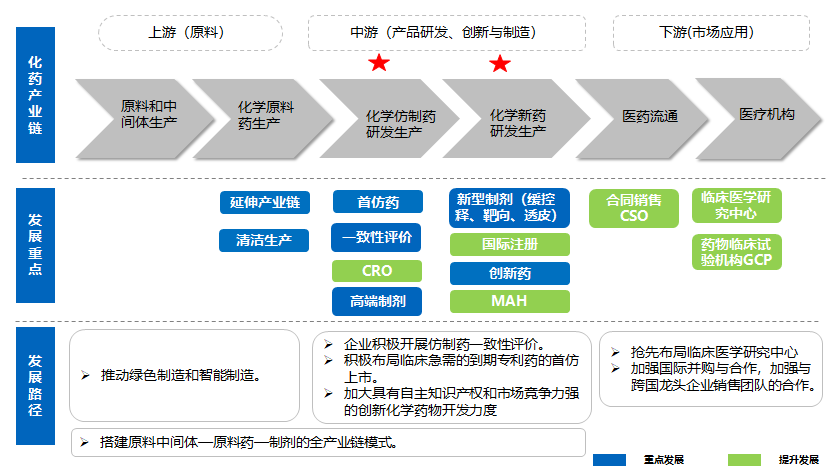 上游（原料）
中游（产品研发、创新与制造）
下游(市场应用）
化药产业链
原料和中
间体生产
化学原料
药生产
化学仿制药
研发生产
化学新药
研发生产
医药流通
医疗机构
发展重点
延伸产业链
清洁生产
首仿药
一致性评价
CRO
高端制剂
新型制剂（缓控
释、靶向、透皮）
国际注册
创新药
MAH
合同销售
CSO
临床医学研
究中心
药物临床试
验机构GCP
发展路径
➢ 推动绿色制造和智能制造。
➢ 企业积极开展仿制药一致性评价。
➢ 积极布局临床急需的到期专利药的首仿
上市。
➢ 加大具有自主知识产权和市场竞争力强
的创新化学药物开发力度
➢ 抢先布局临床医学研究中心
➢ 加强国际并购与合作，加强与
跨国龙头企业销售团队的合作。
➢ 搭建原料中间体—原料药—制剂的全产业链模式。
重点发展
提升发展